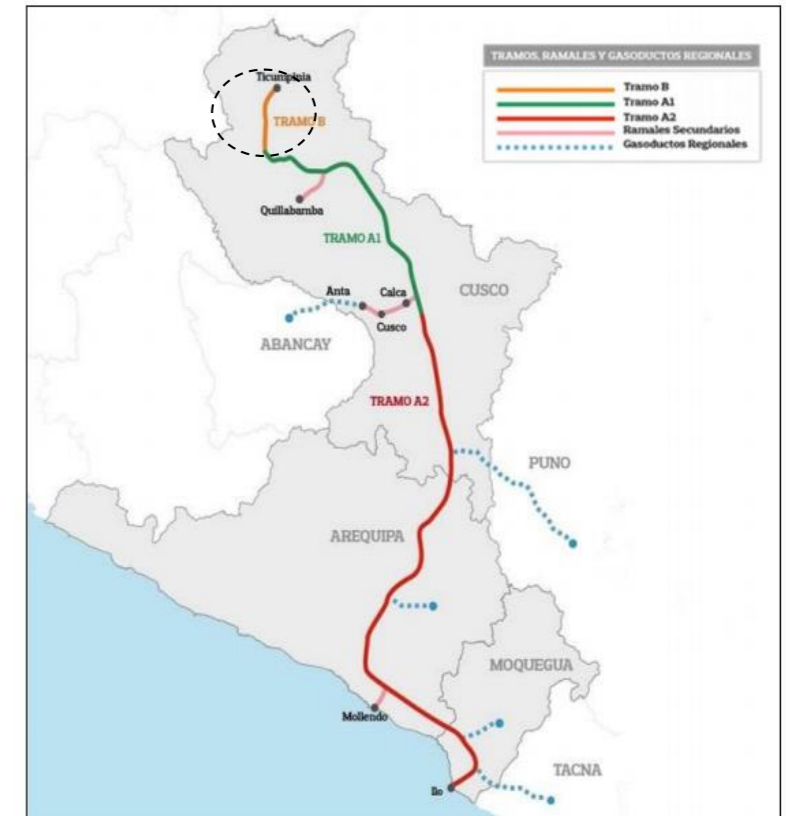 TRAMOS, RAMALES Y GASODUCTOS REGIONALES
Tramo B
Tramo A1
Tramo A2
Ramales Secundarios
Gasoductos Regionales
Ticumpinia
TRAMO B
Quillabamba
TRAMO A1
Anta
Calca
CUSCO
Cusco
ABANCAY
TRAMO A2
PUNO
AREQUIPA
MOQUEGUA
Mollendo
TACNA
Ilo